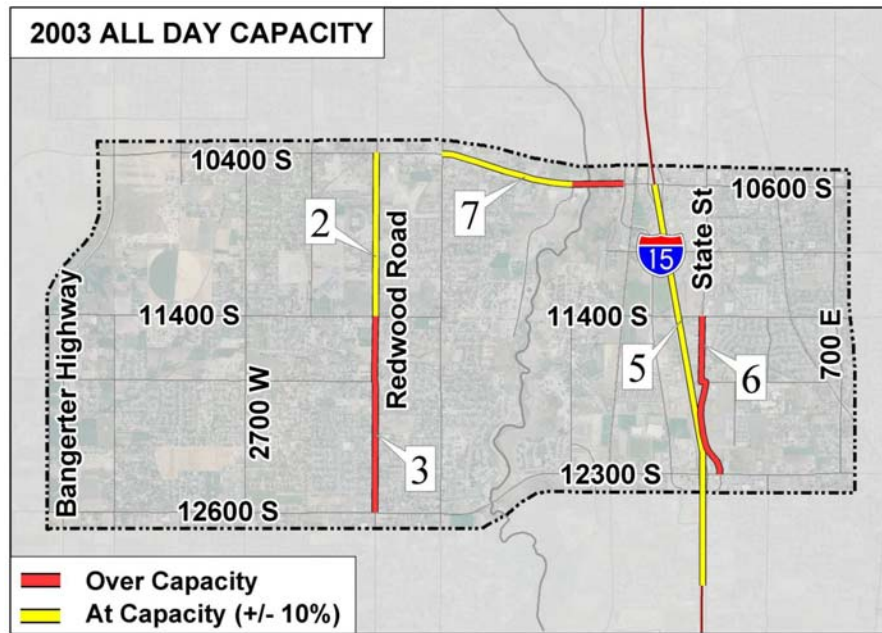 2003 ALL DAY CAPACITY
10400 S
10600 S
7
2
State St
15
Redwood Road
Bangerter Highway
11400 S
11400 S
700 E
2700 W
5
6
3
12300 S
12600 S
Over Capacity
At Capacity (+/- 10%)